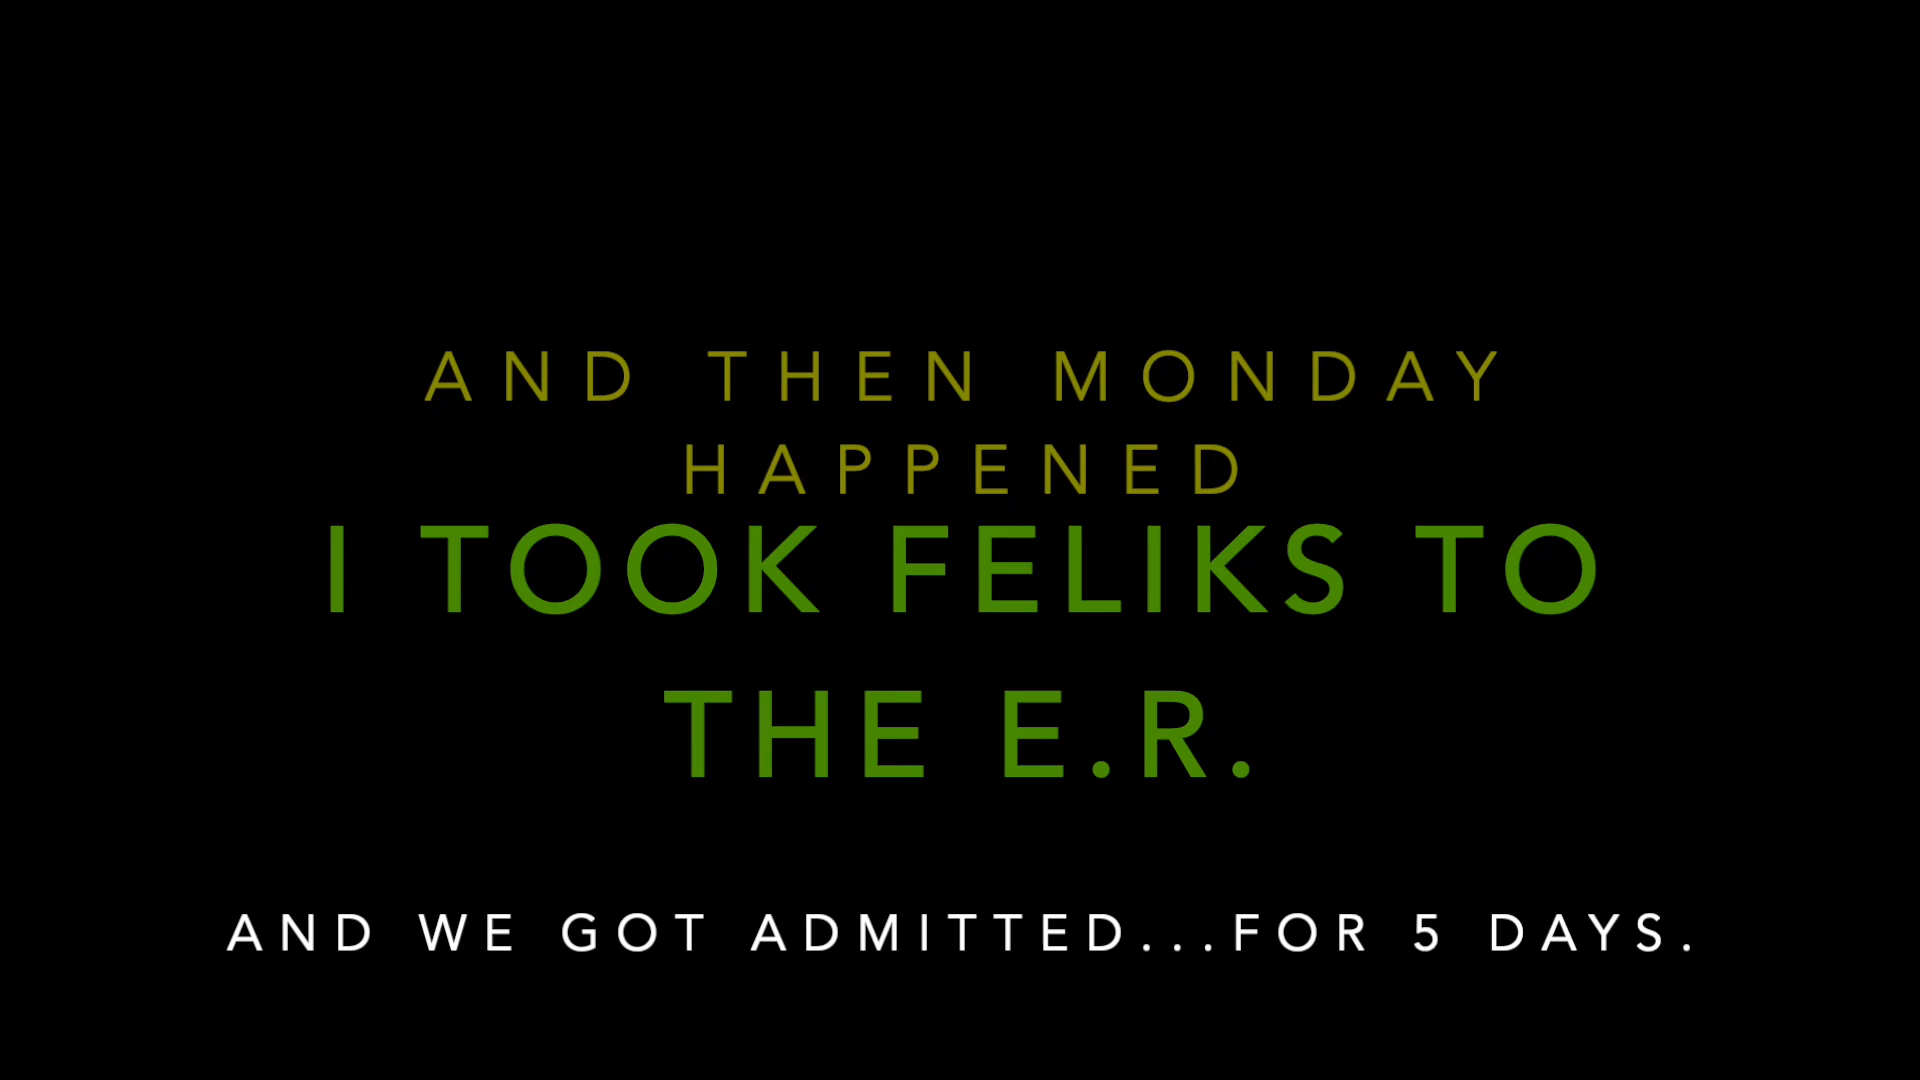 AND THEN MONDAY
HAPPENED
I TOOK FELIKS TO
THE E.R.
AND WE GOT ADMITTED...FOR 5 DAYS.